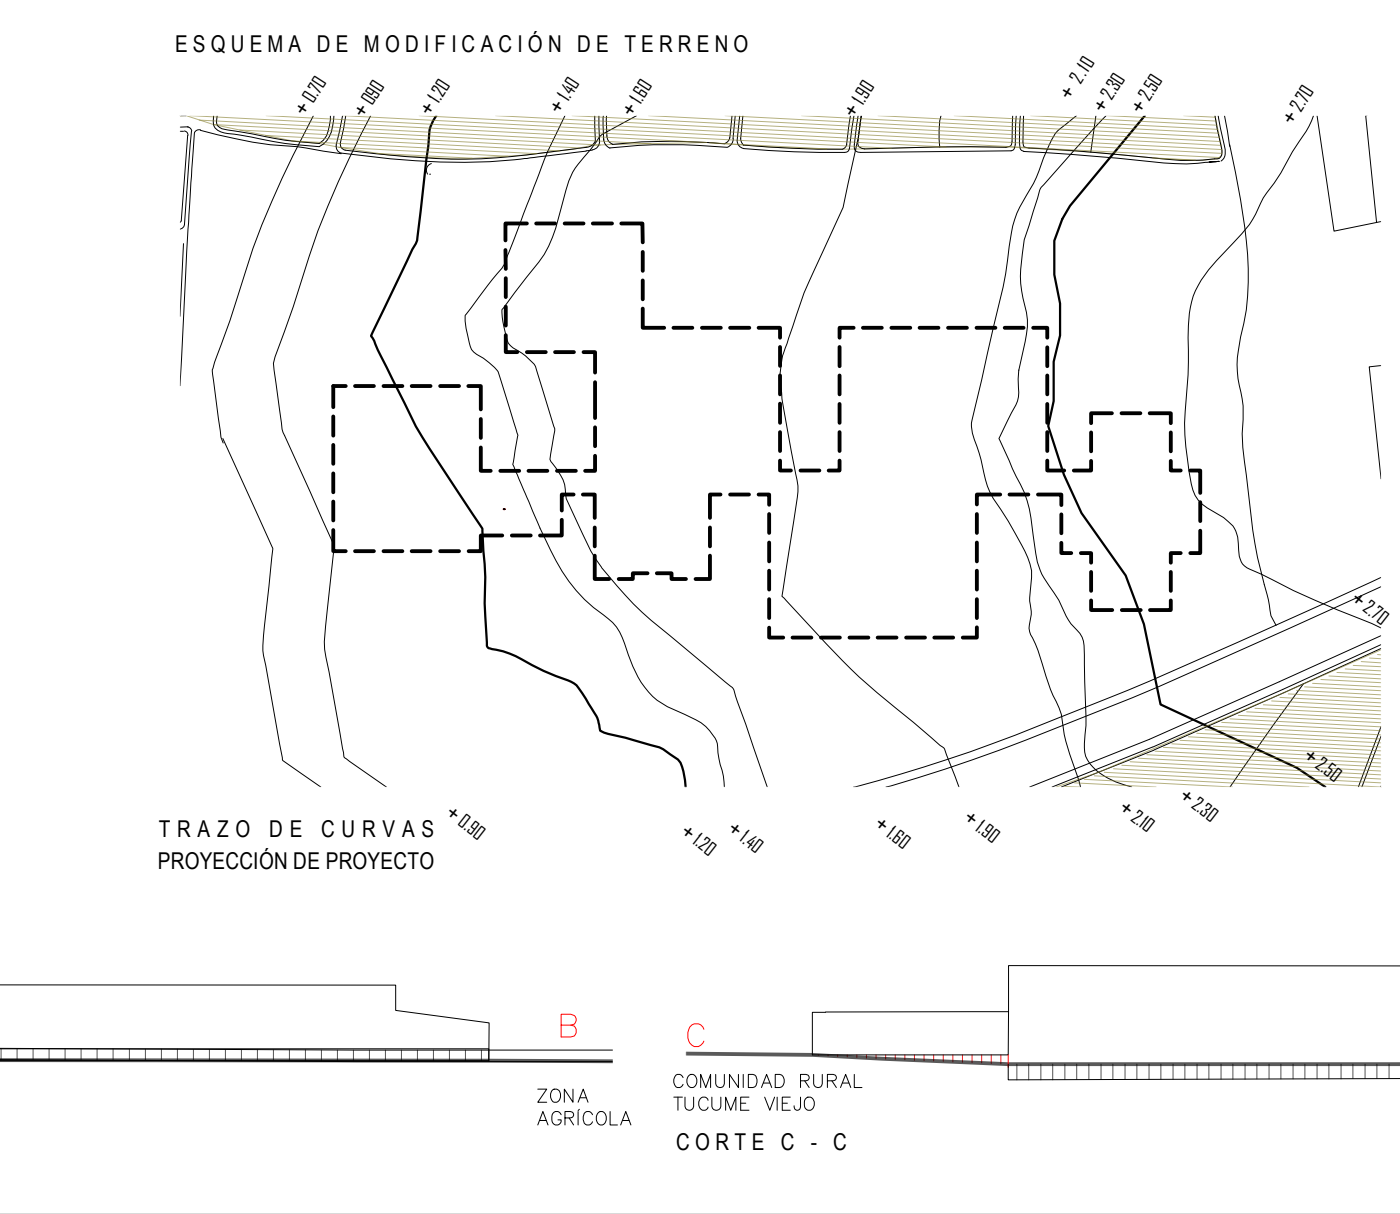 ESQUEMA DE MODIFICACIÓN DE TERRENO
+ 0.70
+ 090
+ 1.20
+ 1.40
+ 1.60
+ 1.90
+ 2.10
+ 2.30
+ 2.50
+ 2.70
+ 2.70
+ 2.50
+ 2.30
+ 2.10
+ 1.90
+ 1.60
+ 1.40
+ 1.20
+ 0.90
TRAZO DE CURVAS
PROYECCIÓN DE PROYECTO
B
ZONA
AGRÍCOLA
C
COMUNIDAD RURAL
TUCUME VIEJO
CORTE C - C